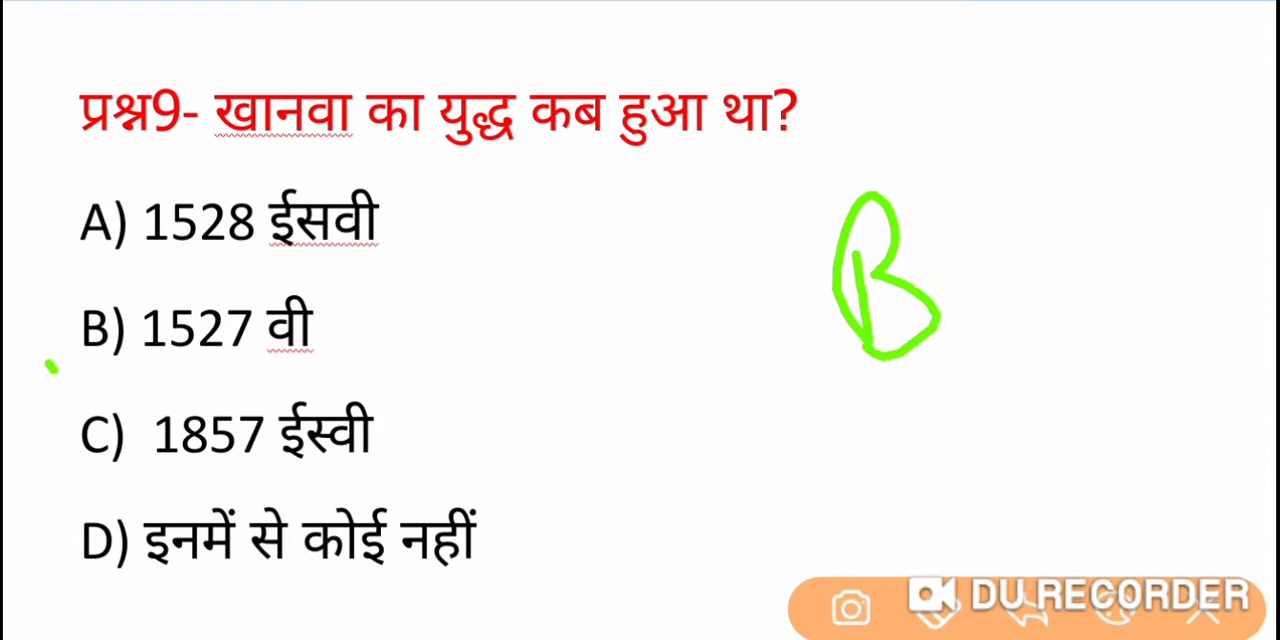 प्रश्न9- खानवा का युद्ध कब हुआ था?
A) 1528 ईसवी
B) 1527 वी
B
C) 1857 ईस्वी
D) इनमें से कोई नहीं
DU RECORDER